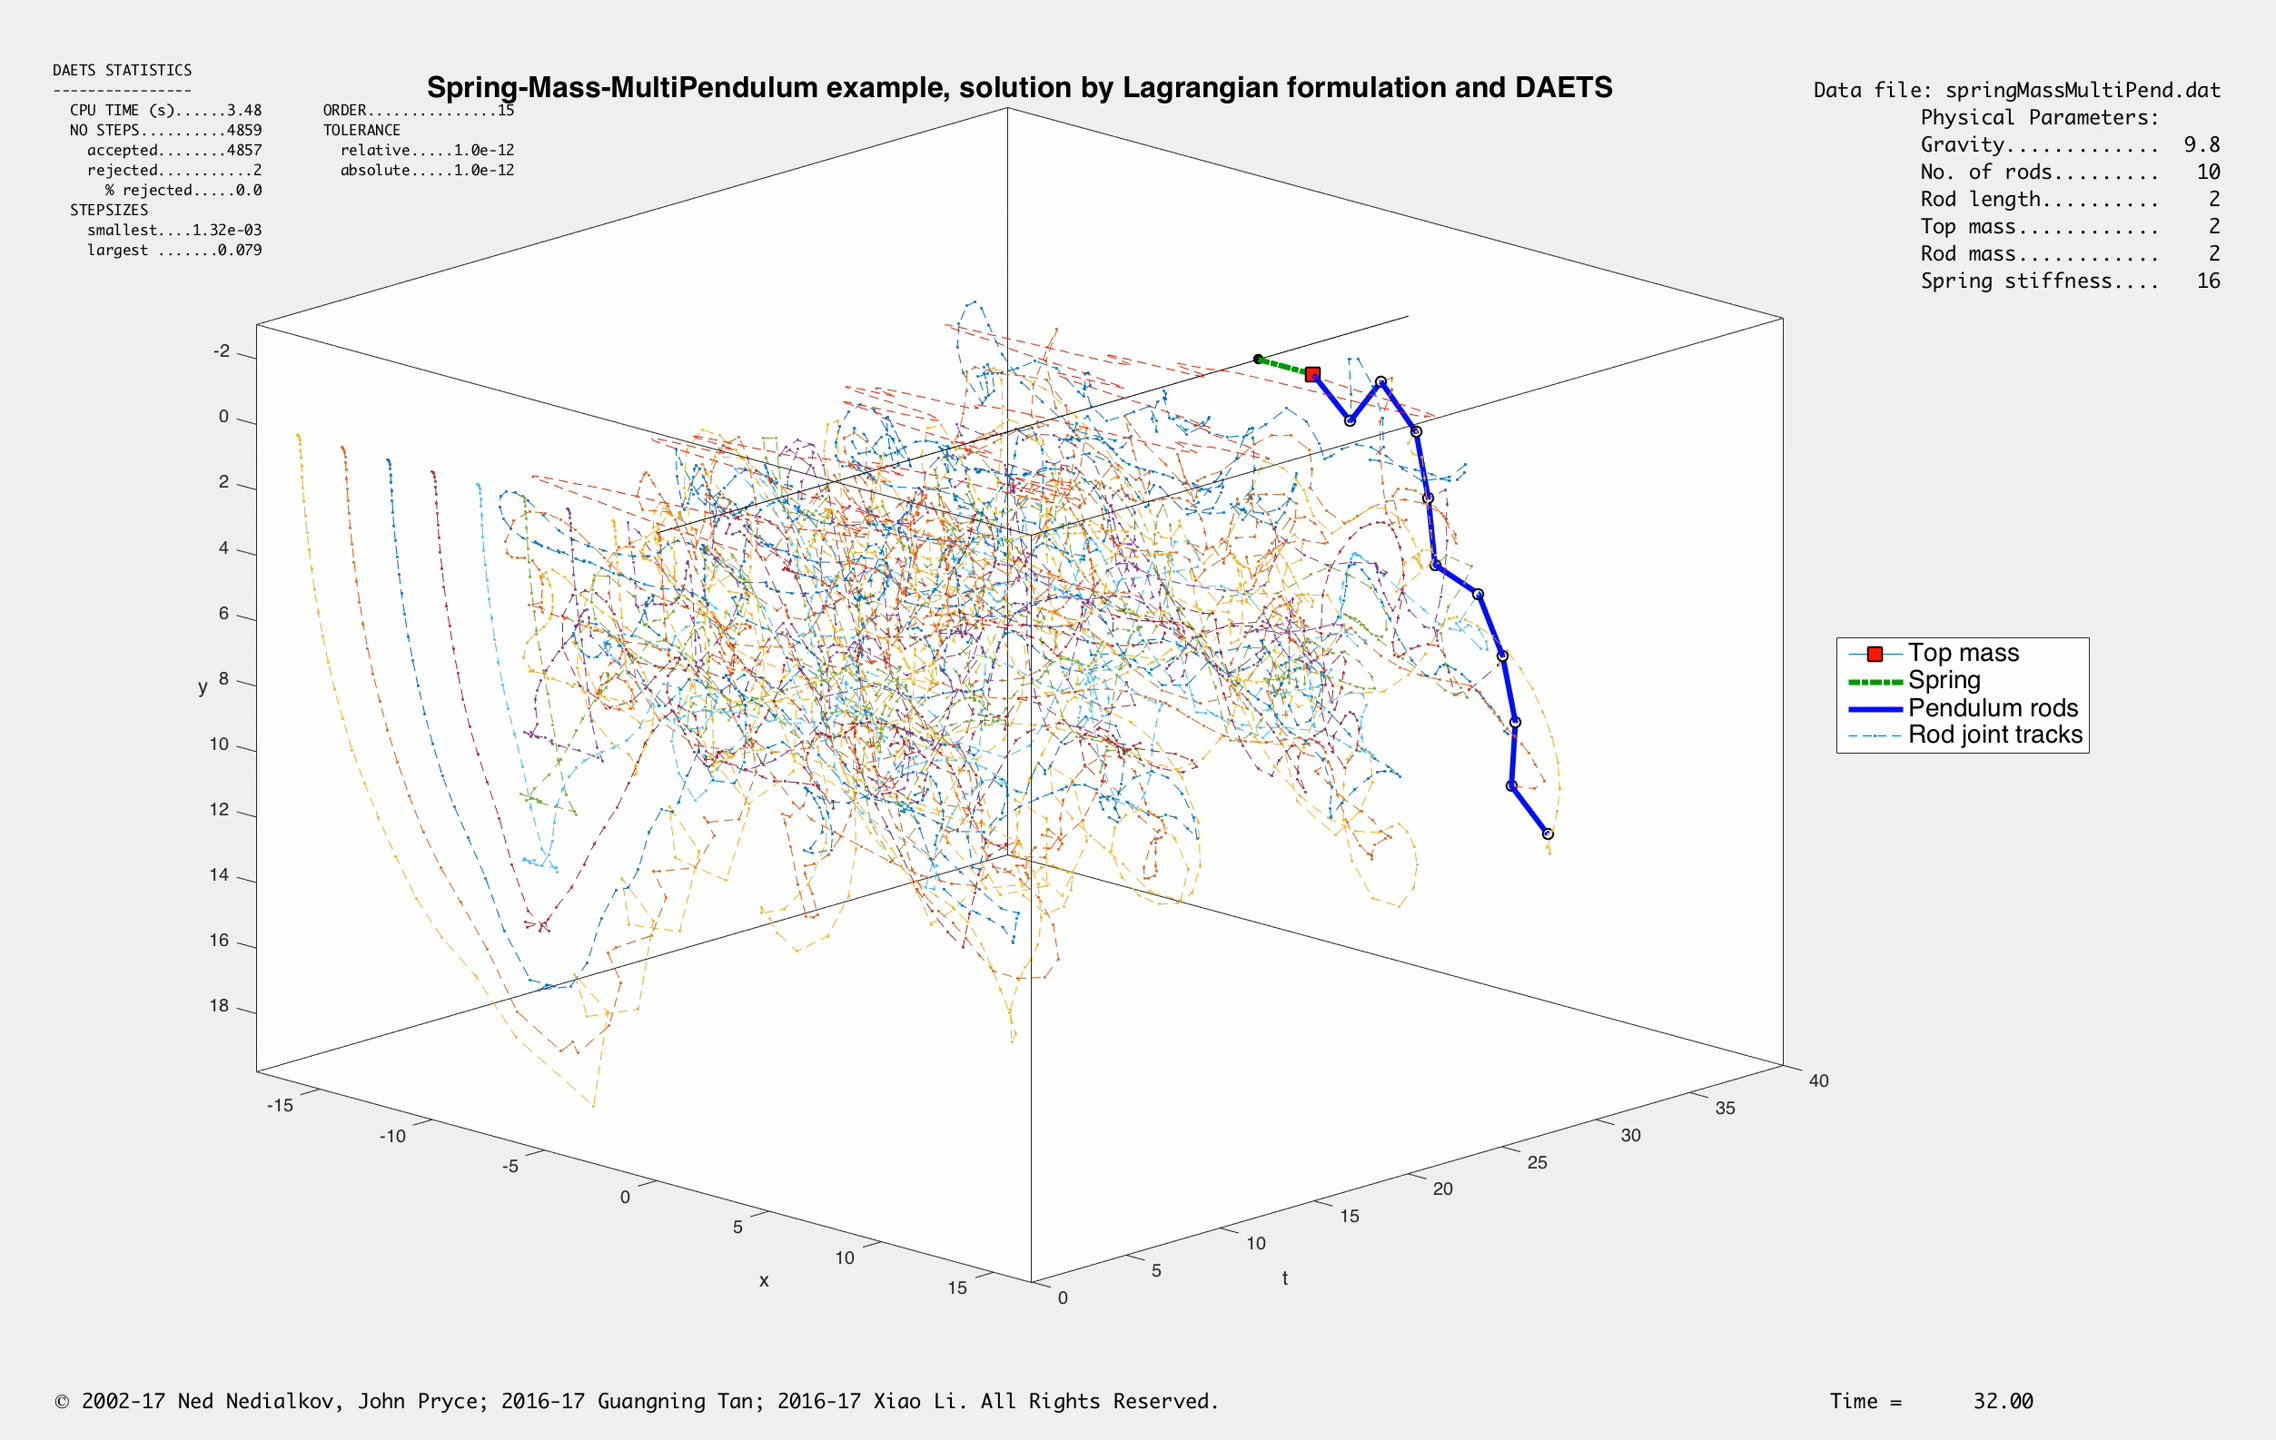 Spring-Mass-MultiPendulum example, solution by Lagrangian formulation and DAETS
DAETS STATISTICS
----------------
CPU TIME (s)......3.48
NO STEPS..........4859
accepted........4857
rejected...........2
% rejected.....0.0
STEPSIZES
smallest....1.32e-03
largest .......0.079
ORDER...............15
TOLERANCE
relative.....1.0e-12
absolute.....1.0e-12
Data file: springMassMultiPend.dat
Physical Parameters:
Gravity............. 9.8
No. of rods......... 10
Rod length.......... 2
Top mass............ 2
Rod mass............ 2
Spring stiffness.... 16
-2
0
2
4
6
8
10
12
14
16
18
y
-15
-10
-5
0
5
10
15
x
0
5
10
15
20
25
30
35
40
t
Top mass
Spring
Pendulum rods
Rod joint tracks
© 2002-17 Ned Nedialkov, John Pryce; 2016-17 Guangning Tan; 2016-17 Xiao Li. All Rights Reserved.
Time = 32.00